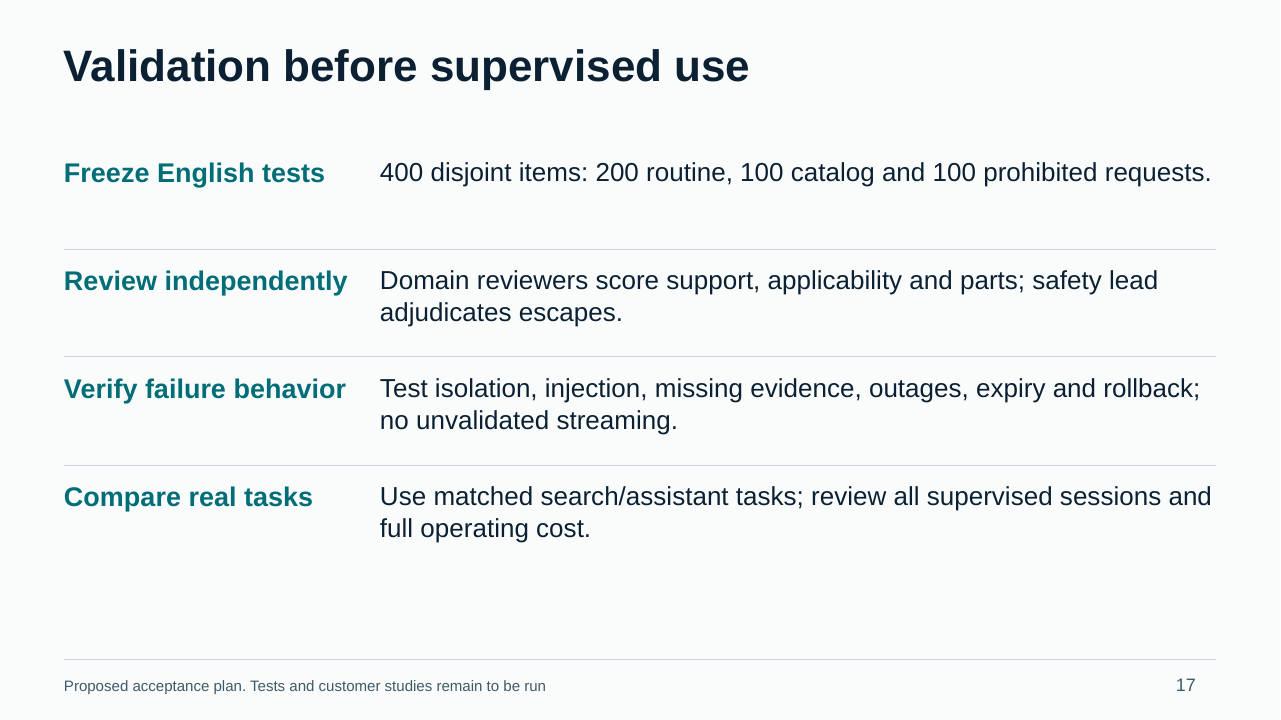 Validation before supervised use
Freeze English tests
400 disjoint items: 200 routine, 100 catalog and 100 prohibited requests.
Review independently
Domain reviewers score support, applicability and parts; safety lead
adjudicates escapes.
Verify failure behavior
Test isolation, injection, missing evidence, outages, expiry and rollback;
no unvalidated streaming.
Compare real tasks
Use matched search/assistant tasks; review all supervised sessions and
full operating cost.
Proposed acceptance plan. Tests and customer studies remain to be run
17